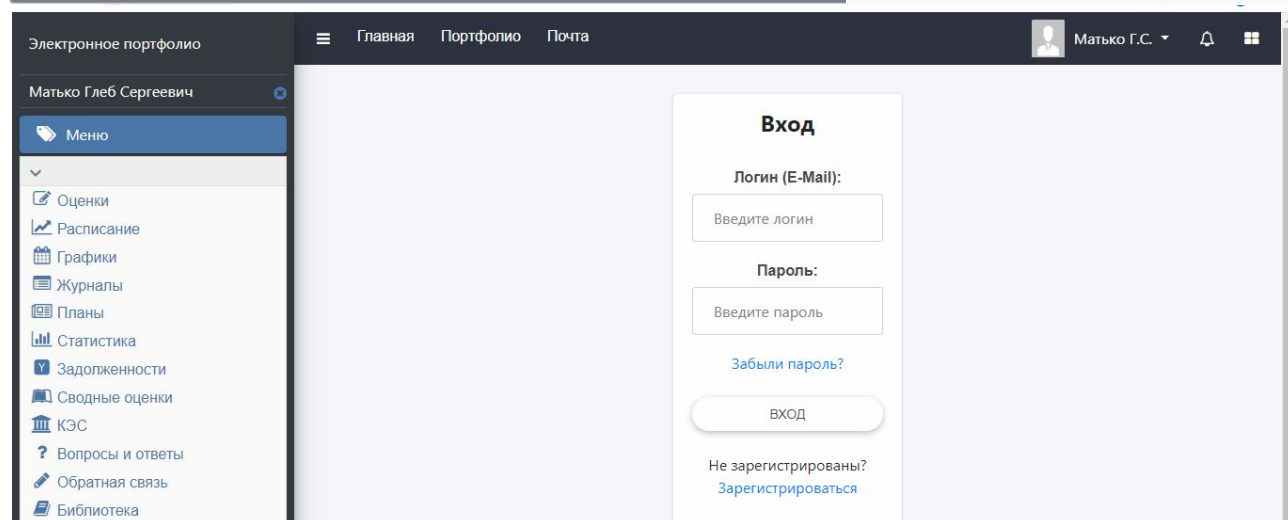 Электронное портфолио
Главная Портфолио Почта
Матько Г.С.
Матько Глеб Сергеевич
Меню
Оценки
Расписание
Графики
Журналы
Планы
Статистика
Задолженности
Сводные оценки
КЭС
Вопросы и ответы
Обратная связь
Библиотека
Вход
Логин (E-Mail):
Введите логин
Пароль:
Введите пароль
Забыли пароль?
ВХОД
Не зарегистрированы?
Зарегистрироваться